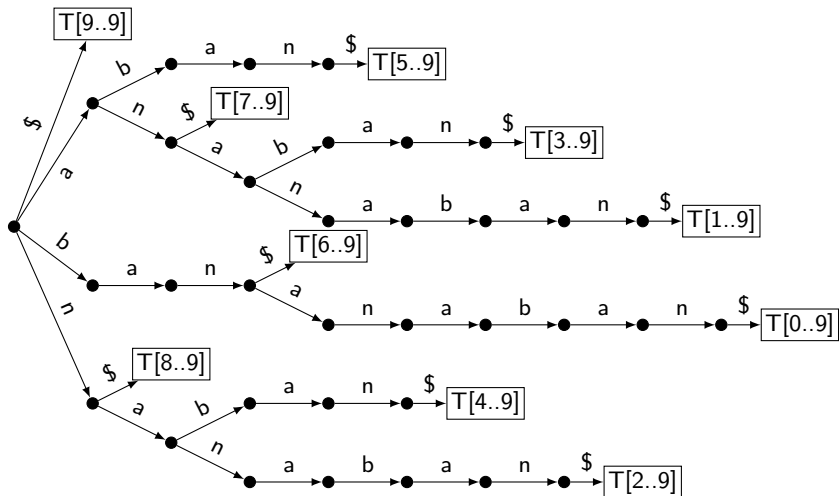 T[9..9]
$
a
b
a
n
$
T[5..9]
n
$
T[7..9]
a
b
a
n
$
T[3..9]
n
a
b
a
n
$
T[1..9]
b
a
n
$
T[6..9]
a
n
a
b
a
n
$
T[0..9]
n
$
T[8..9]
a
b
a
n
$
T[4..9]
n
a
b
a
n
$
T[2..9]